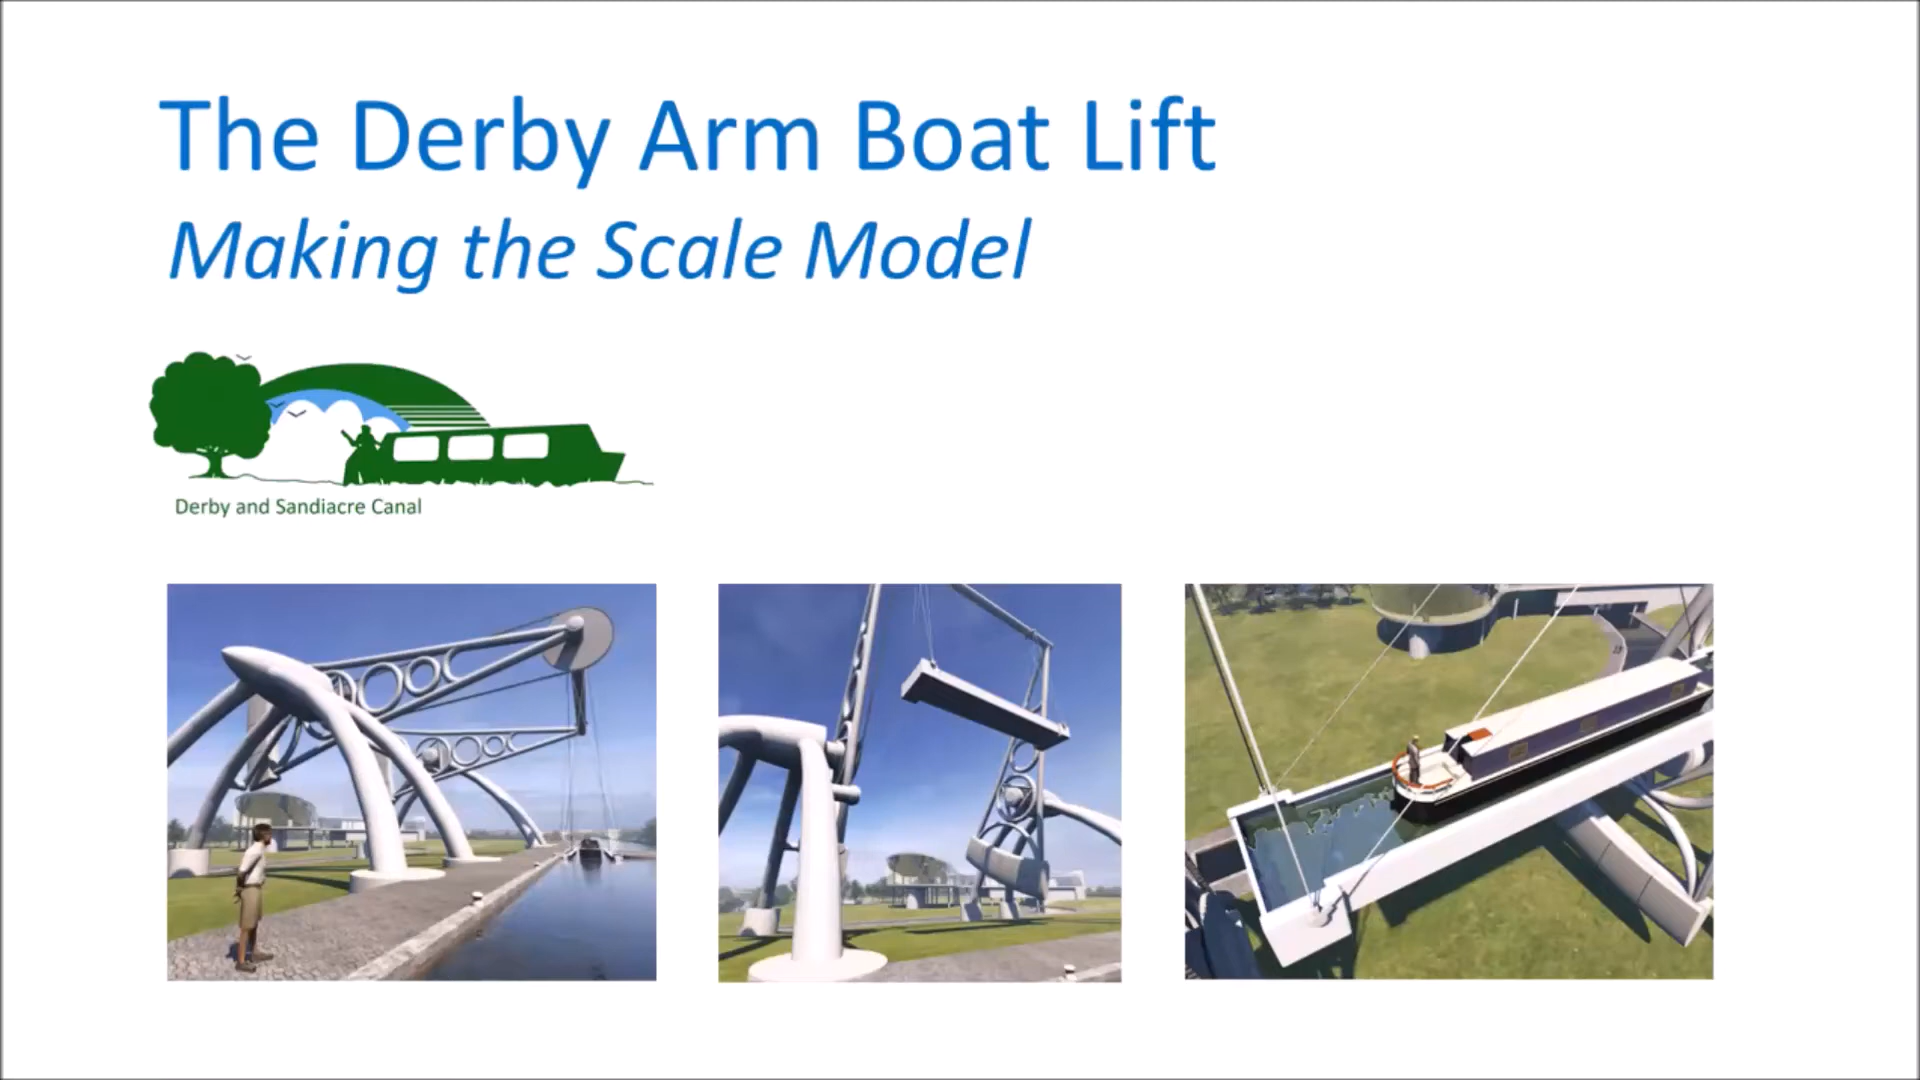 The Derby Arm Boat Lift
Making the Scale Model
Derby and Sandiacre Canal